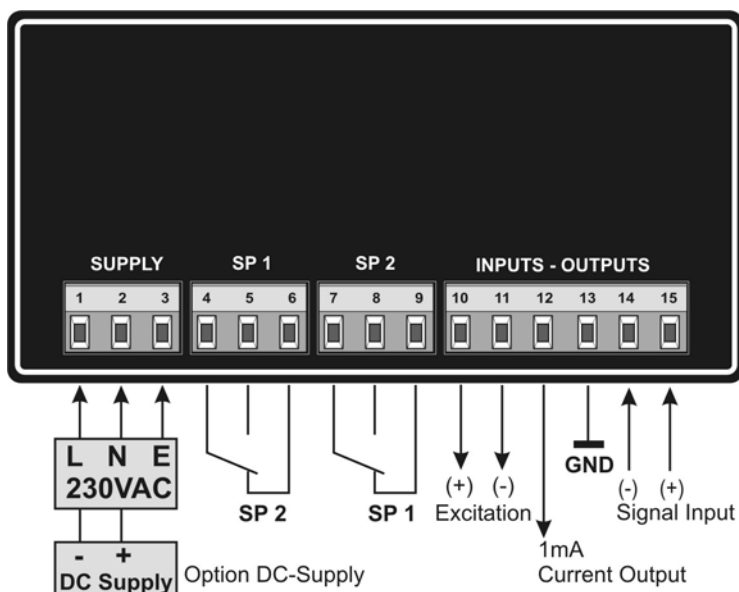 SUPPLY SP 1 SP 2 INPUTS - OUTPUTS
1 2 3 4 5 6 7 8 9 10 11 12 13 14 15
L N E
230VAC
SP 2 SP 1
(+) (-)
Excitation
GND
(-) (+)
Signal Input
- +
DC Supply
Option DC-Supply
1mA
Current Output